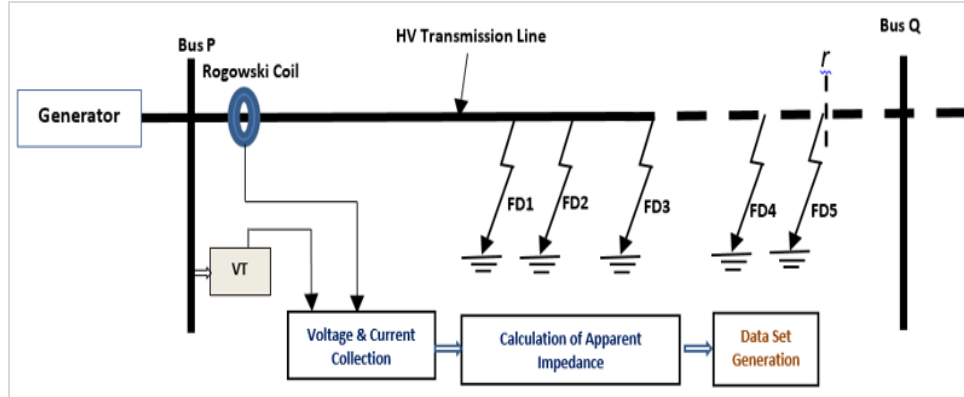 Bus P
HV Transmission Line
Bus Q
Rogowski Coil
r
Generator
FD1
FD2
FD3
FD4
FD5
VT
Voltage & Current
Collection
Calculation of Apparent
Impedance
Data Set
Generation